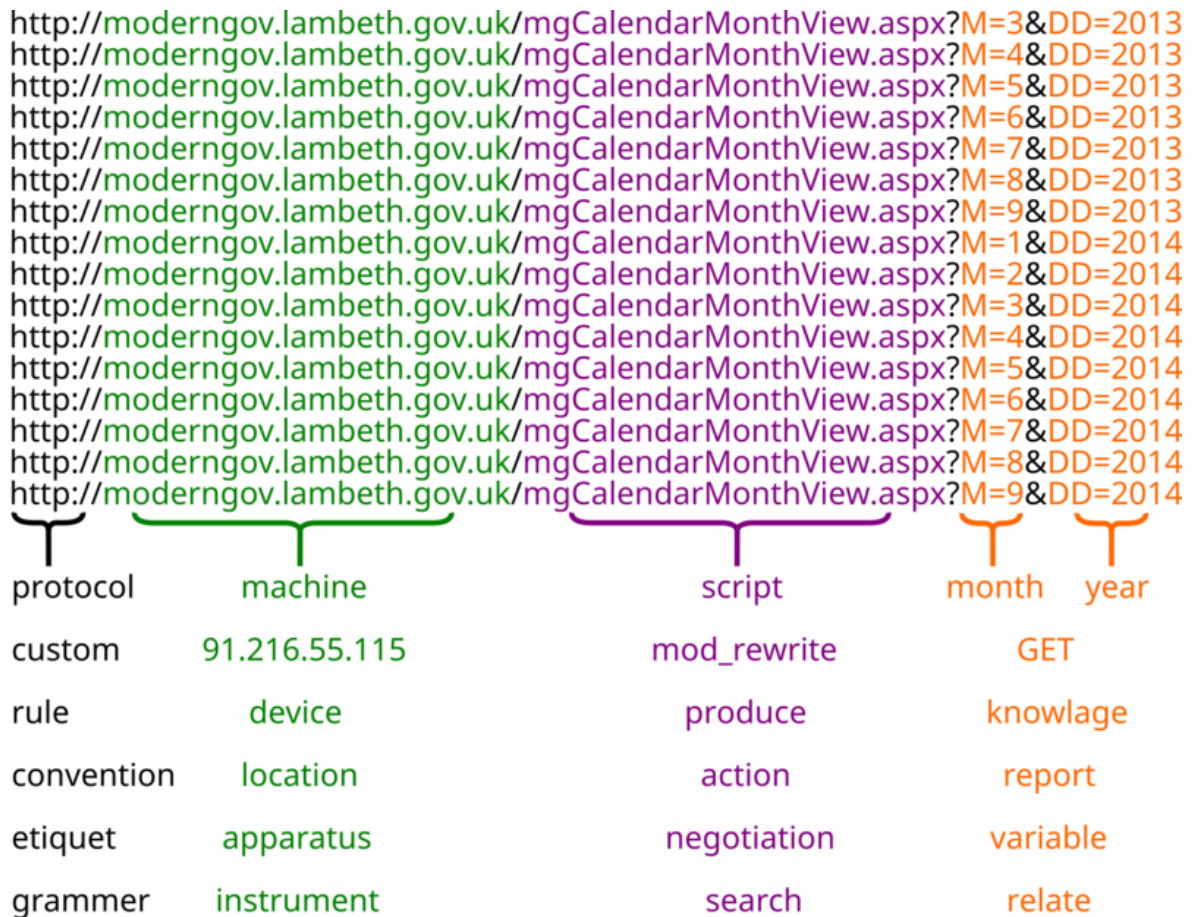 http://moderngov.lambeth.gov.uk/mgCalendarMonthView.aspx?M=3&DD=2013
http://moderngov.lambeth.gov.uk/mgCalendarMonthView.aspx?M=4&DD=2013
http://moderngov.lambeth.gov.uk/mgCalendarMonthView.aspx?M=5&DD=2013
http://moderngov.lambeth.gov.uk/mgCalendarMonthView.aspx?M=6&DD=2013
http://moderngov.lambeth.gov.uk/mgCalendarMonthView.aspx?M=7&DD=2013
http://moderngov.lambeth.gov.uk/mgCalendarMonthView.aspx?M=8&DD=2013
http://moderngov.lambeth.gov.uk/mgCalendarMonthView.aspx?M=9&DD=2013
http://moderngov.lambeth.gov.uk/mgCalendarMonthView.aspx?M=1&DD=2014
http://moderngov.lambeth.gov.uk/mgCalendarMonthView.aspx?M=2&DD=2014
http://moderngov.lambeth.gov.uk/mgCalendarMonthView.aspx?M=3&DD=2014
http://moderngov.lambeth.gov.uk/mgCalendarMonthView.aspx?M=4&DD=2014
http://moderngov.lambeth.gov.uk/mgCalendarMonthView.aspx?M=5&DD=2014
http://moderngov.lambeth.gov.uk/mgCalendarMonthView.aspx?M=6&DD=2014
http://moderngov.lambeth.gov.uk/mgCalendarMonthView.aspx?M=7&DD=2014
http://moderngov.lambeth.gov.uk/mgCalendarMonthView.aspx?M=8&DD=2014
http://moderngov.lambeth.gov.uk/mgCalendarMonthView.aspx?M=9&DD=2014
protocol machine script month year
custom 91.216.55.115 mod_rewrite GET
rule device produce knowlage
convention location action report
etiquet apparatus negotiation variable
grammer instrument search relate